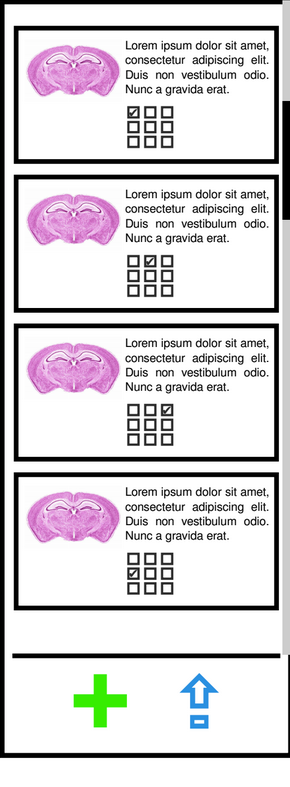 Lorem ipsum dolor sit amet,
consectetur adipiscing elit.
Duis non vestibulum odio.
Nunc a gravida erat.
Lorem ipsum dolor sit amet,
consectetur adipiscing elit.
Duis non vestibulum odio.
Nunc a gravida erat.
Lorem ipsum dolor sit amet,
consectetur adipiscing elit.
Duis non vestibulum odio.
Nunc a gravida erat.
Lorem ipsum dolor sit amet,
consectetur adipiscing elit.
Duis non vestibulum odio.
Nunc a gravida erat.